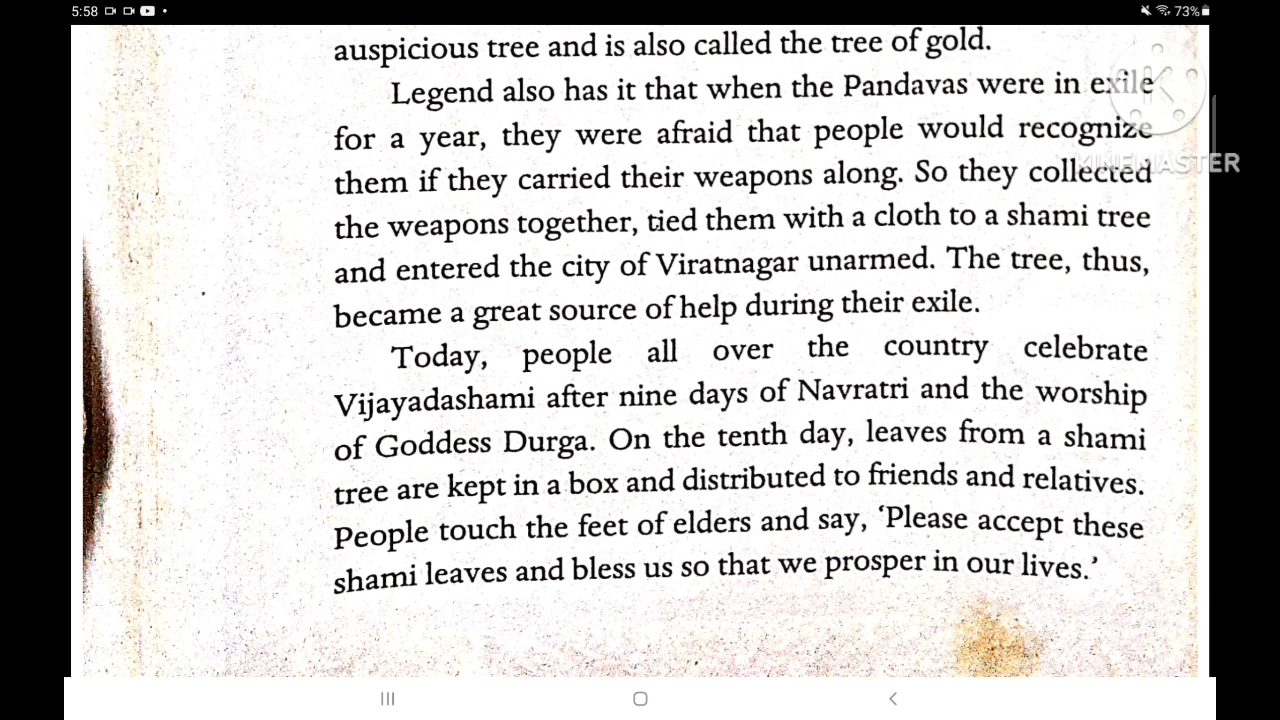 5:58
73%
auspicious tree and is also called the tree of gold.
Legend also has it that when the Pandavas were in exile
for a year, they were afraid that people would recognize
them if they carried their weapons along. So they collected
the weapons together, tied them with a cloth to a shami tree
and entered the city of Viratnagar unarmed. The tree, thus,
became a great source of help during their exile.
Today, people all over the country celebrate
Vijayadashami after nine days of Navratri and the worship
of Goddess Durga. On the tenth day, leaves from a shami
tree are kept in a box and distributed to friends and relatives.
People touch the feet of elders and say, ‘Please accept these
shami leaves and bless us so that we prosper in our lives.’
K
KINEMASTER